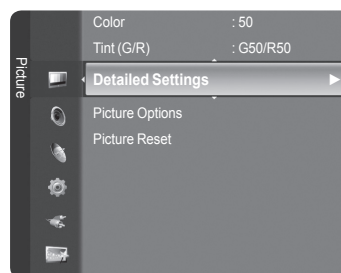 Picture
Color : 50
Tint (G/R) : G50/R50
Detailed Settings
Picture Options
Picture Reset